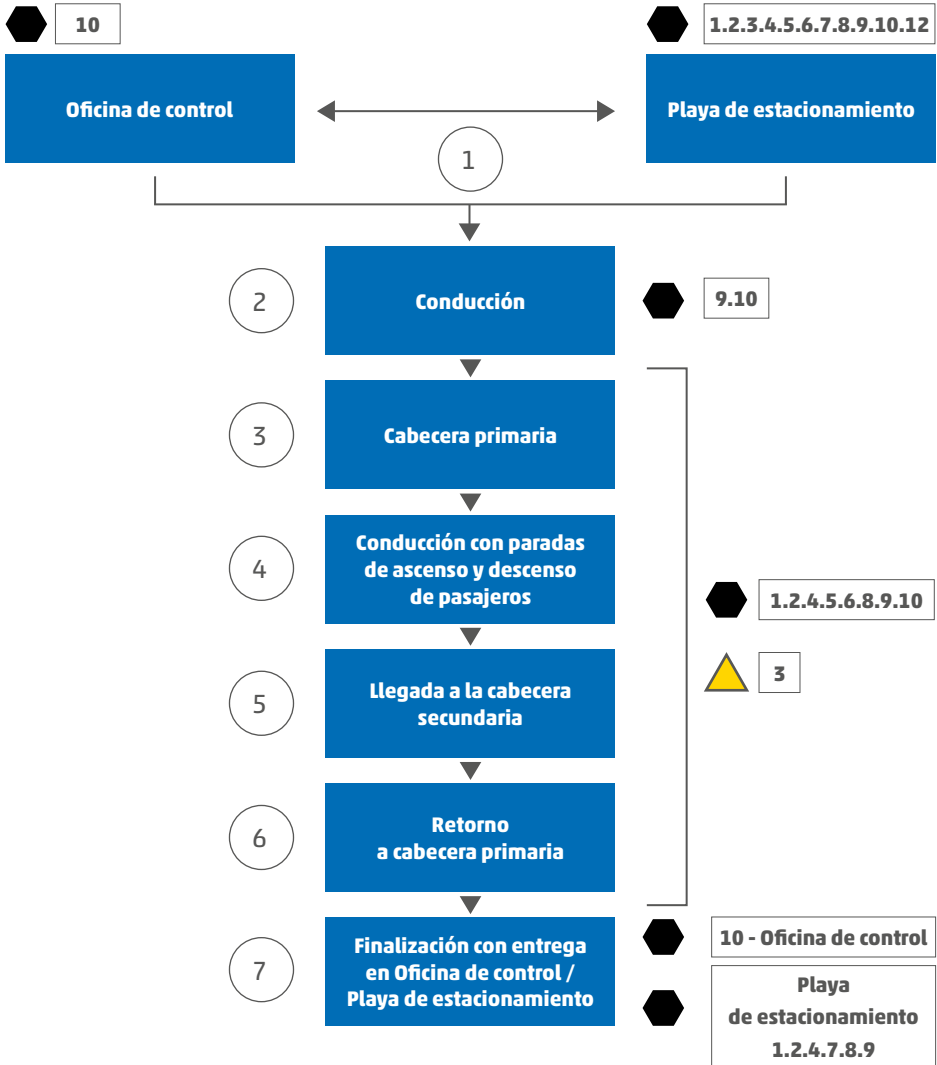 10
1.2.3.4.5.6.7.8.9.10.12
Oficina de control
Playa de estacionamiento
1
2
Conducción
9.10
3
Cabecera primaria
4
Conducción con paradas
de ascenso y descenso
de pasajeros
1.2.4.5.6.8.9.10
3
5
Llegada a la cabecera
secundaria
6
Retorno
a cabecera primaria
7
Finalización con entrega
en Oficina de control /
Playa de estacionamiento
10 - Oficina de control
Playa
de estacionamiento
1.2.4.7.8.9